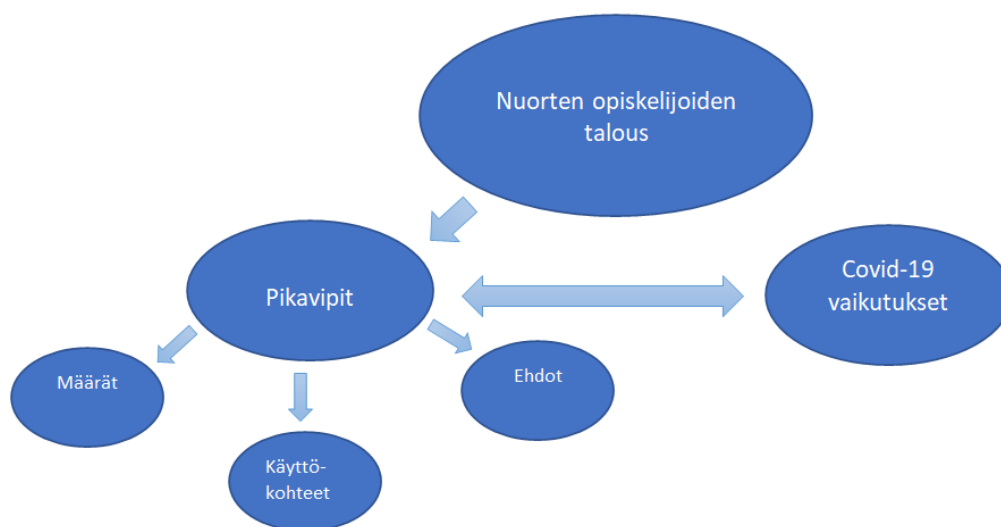 Nuorten opiskelijoiden
talous
Pikavipit
Covid-19
vaikutukset
Määrät
Ehdot
Käyttö-
kohteet